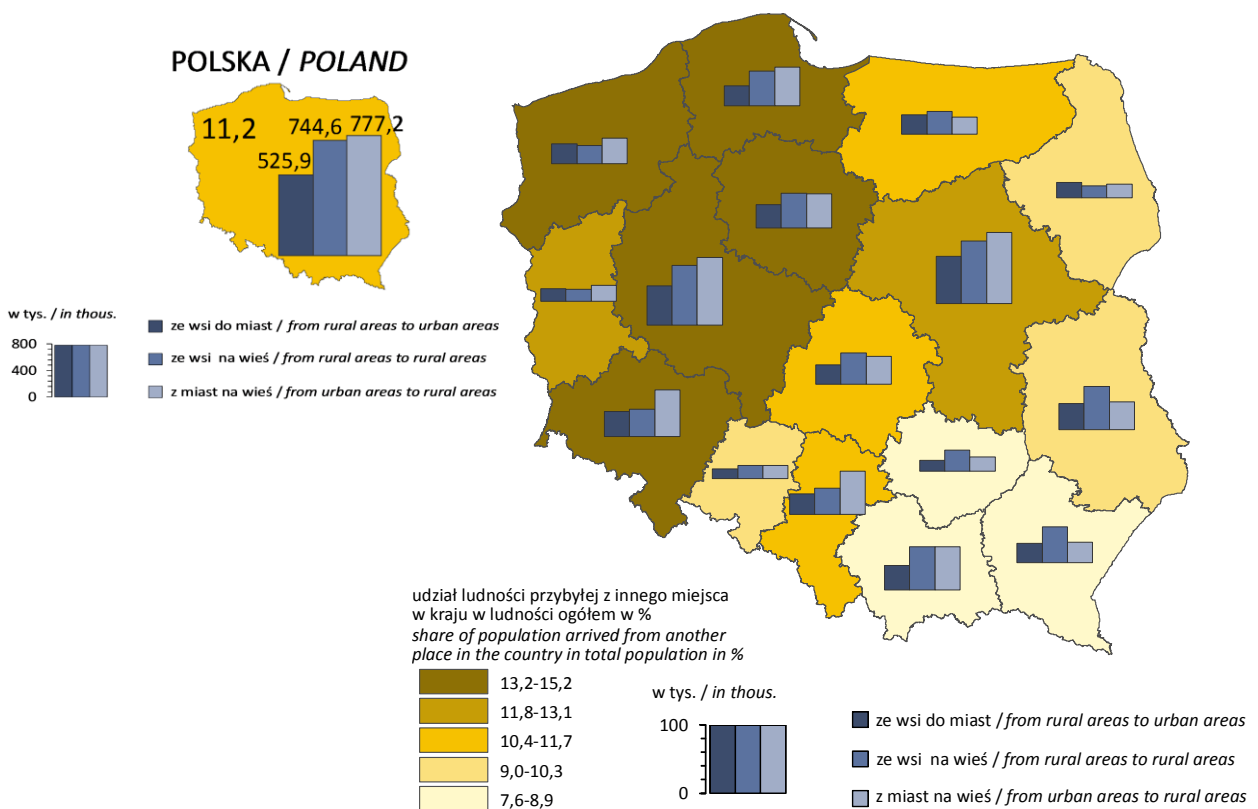 POLSKA / POLAND
11,2
525,9
744,6
777,2
w tys. / in thous.
800
400
0
ze wsi do miast / from rural areas to urban areas
ze wsi na wieś / from rural areas to rural areas
z miast na wieś / from urban areas to rural areas
udział ludności przybyłej z innego miejsca
w kraju w ludności ogółem w %
share of population arrived from another
place in the country in total population in %
13,2-15,2
11,8-13,1
10,4-11,7
9,0-10,3
7,6-8,9
w tys. / in thous.
100
0
ze wsi do miast / from rural areas to urban areas
ze wsi na wieś / from rural areas to rural areas
z miast na wieś / from urban areas to rural areas